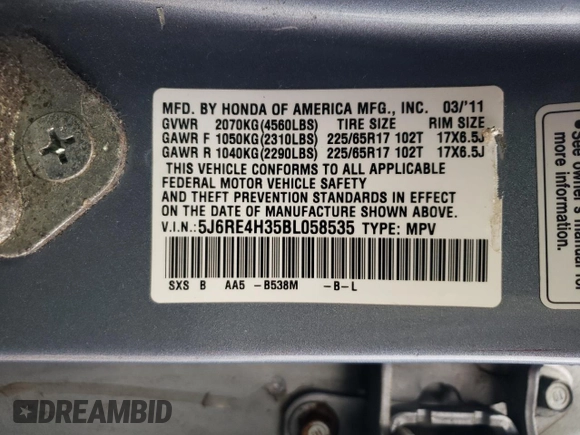 MFD. BY HONDA OF AMERICA MFG., INC. 03/'11
GVWR 2070KG(4560LBS) TIRE SIZE RIM SIZE
GAWR F 1050KG(2310LBS) 225/65R17 102T 17X6.5J
GAWR R 1040KG(2290LBS) 225/65R17 102T 17X6.5J
THIS VEHICLE CONFORMS TO ALL APPLICABLE
FEDERAL MOTOR VEHICLE SAFETY
AND THEFT PREVENTION STANDARDS IN EFFECT
ON THE DATE OF MANUFACTURE SHOWN ABOVE.
V.I.N.: 5J6RE4H35BL058535 TYPE: MPV
SXS B AA5 -B538M -B-L
See owner's manual for
more information.
DREAMBID